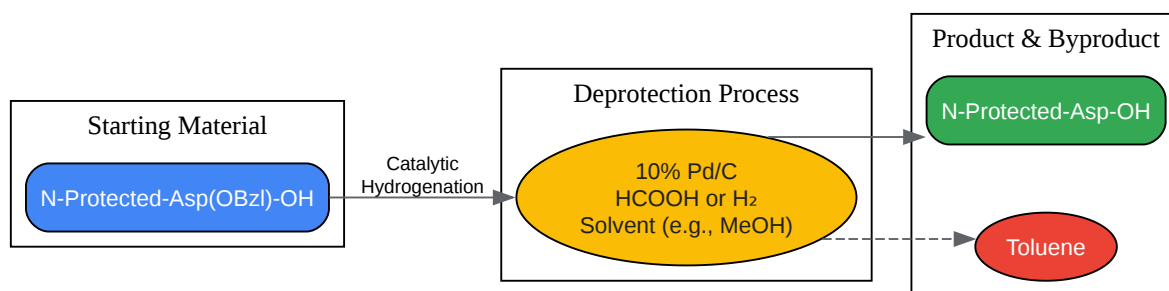 Starting Material
N-Protected-Asp(OBzl)-OH
Catalytic
Hydrogenation
Deprotection Process
10% Pd/C
HCOOH or H₂
Solvent (e.g., MeOH)
Product & Byproduct
N-Protected-Asp-OH
Toluene